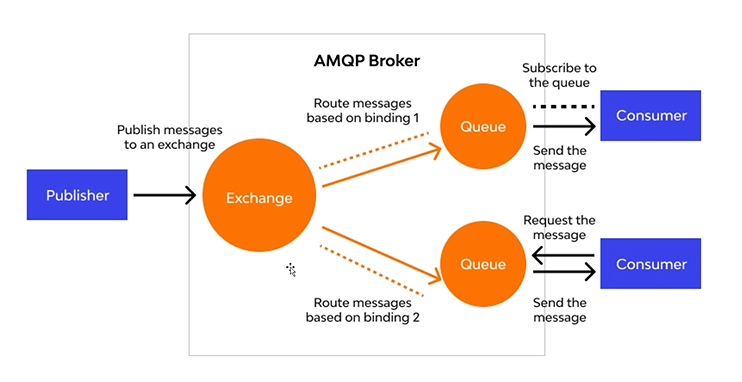 AMQP Broker
Publish messages
to an exchange
Publisher
Exchange
Route messages
based on binding 1
Queue
Subscribe to
the queue
Send the
message
Consumer
Route messages
based on binding 2
Queue
Request the
message
Send the
message
Consumer